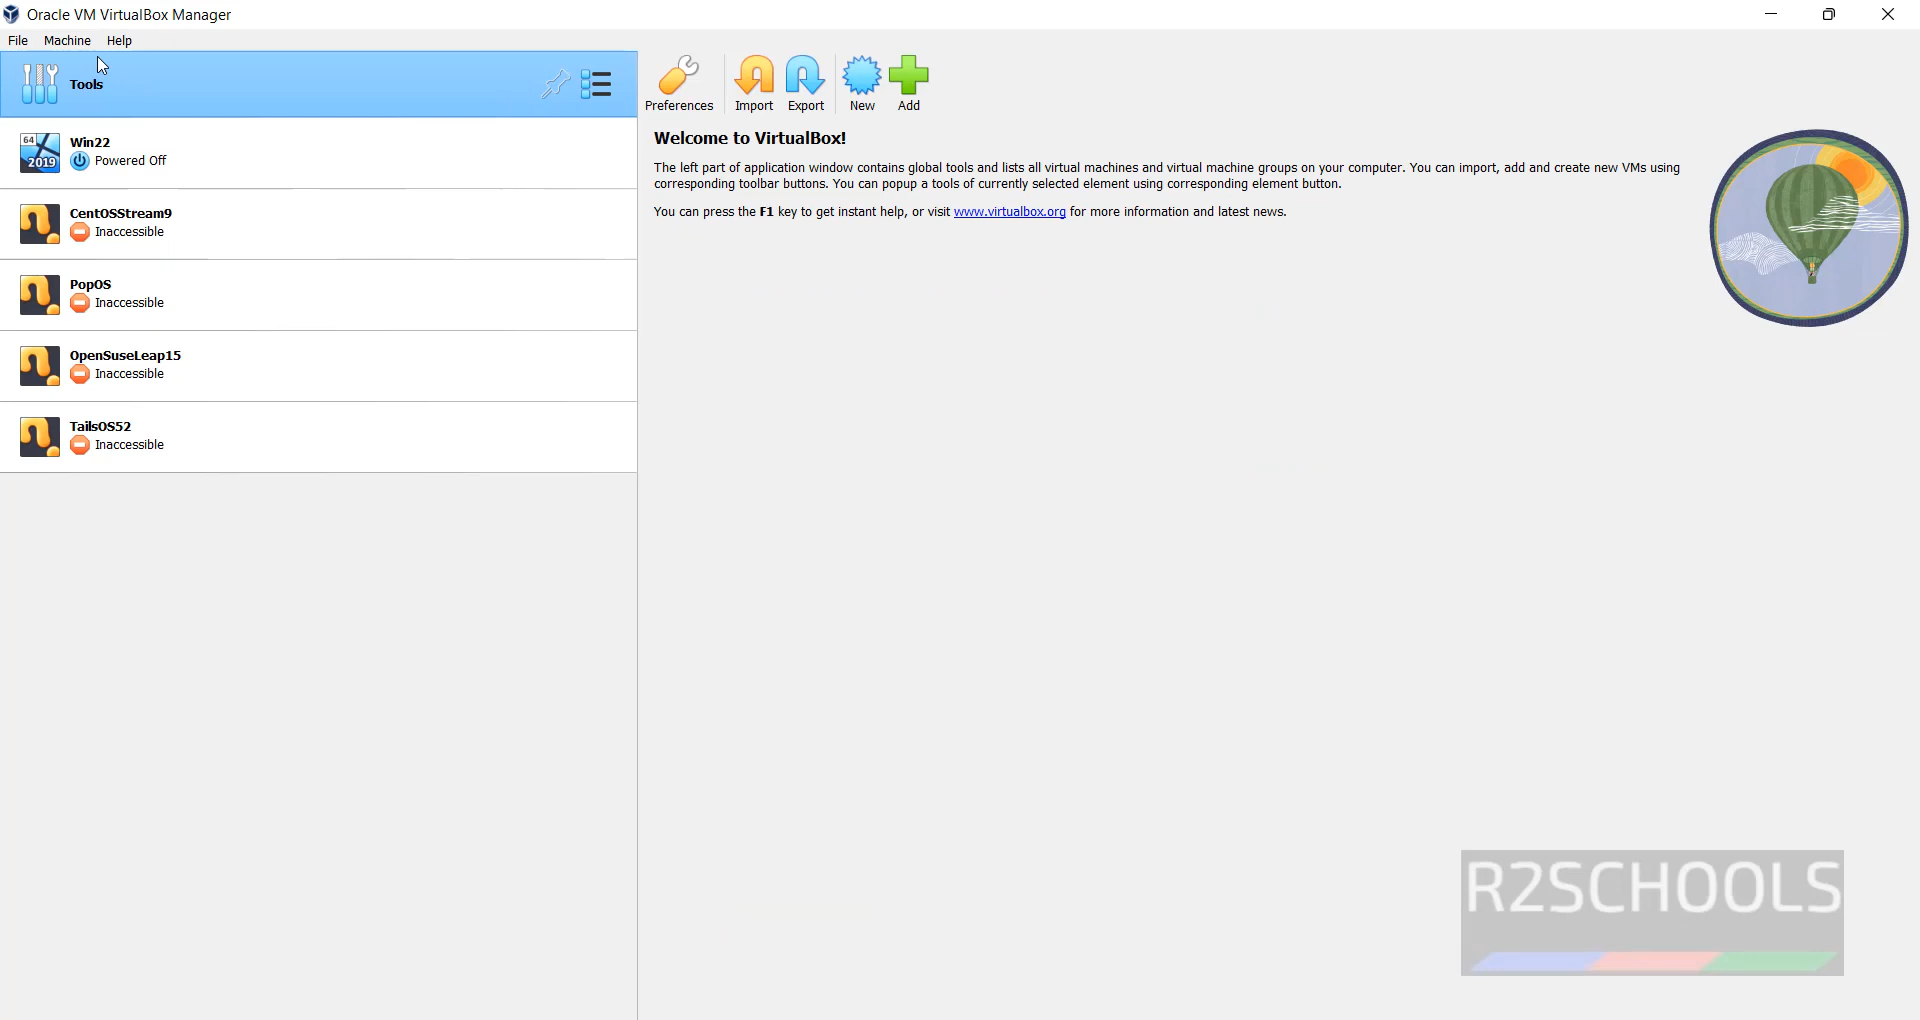 Oracle VM VirtualBox Manager
File Machine Help
Tools
Preferences Import Export New Add
64
2019
Win22
Powered Off
CentOSStream9
Inaccessible
PopOS
Inaccessible
OpenSuseLeap15
Inaccessible
TailsOS52
Inaccessible
Welcome to VirtualBox!
The left part of application window contains global tools and lists all virtual machines and virtual machine groups on your computer. You can import, add and create new VMs using
corresponding toolbar buttons. You can popup a tools of currently selected element using corresponding element button.
You can press the F1 key to get instant help, or visit www.virtualbox.org for more information and latest news.
R2SCHOOLS